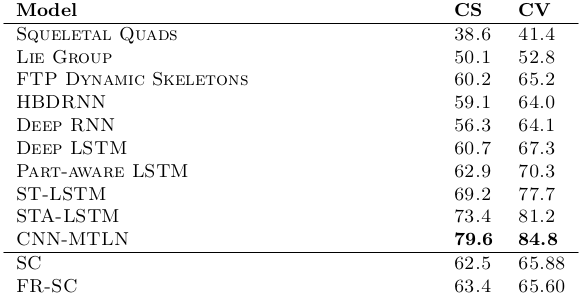 Model CS CV
Squeletal Quads 38.6 41.4
Lie Group 50.1 52.8
FTP Dynamic Skeletons 60.2 65.2
HBDRNN 59.1 64.0
Deep RNN 56.3 64.1
Deep LSTM 60.7 67.3
Part-aware LSTM 62.9 70.3
ST-LSTM 69.2 77.7
STA-LSTM 73.4 81.2
CNN-MTLN 79.6 84.8
SC 62.5 65.88
FR-SC 63.4 65.60